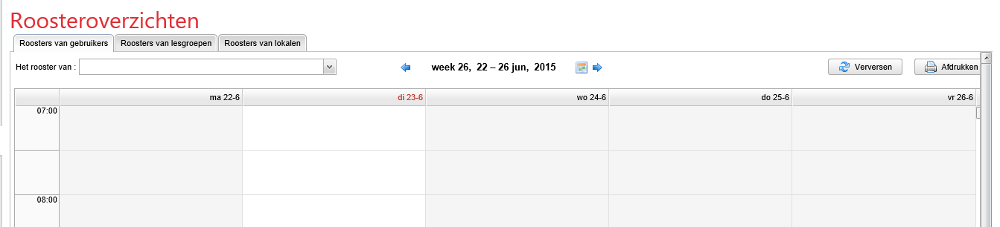 Roosteroverzichten
Roosters van gebruikers Roosters van lesgroepen Roosters van lokalen
Het rooster van : week 26, 22 – 26 jun, 2015 Verversen Afdrukken
ma 22-6 di 23-6 wo 24-6 do 25-6 vr 26-6
07:00
08:00